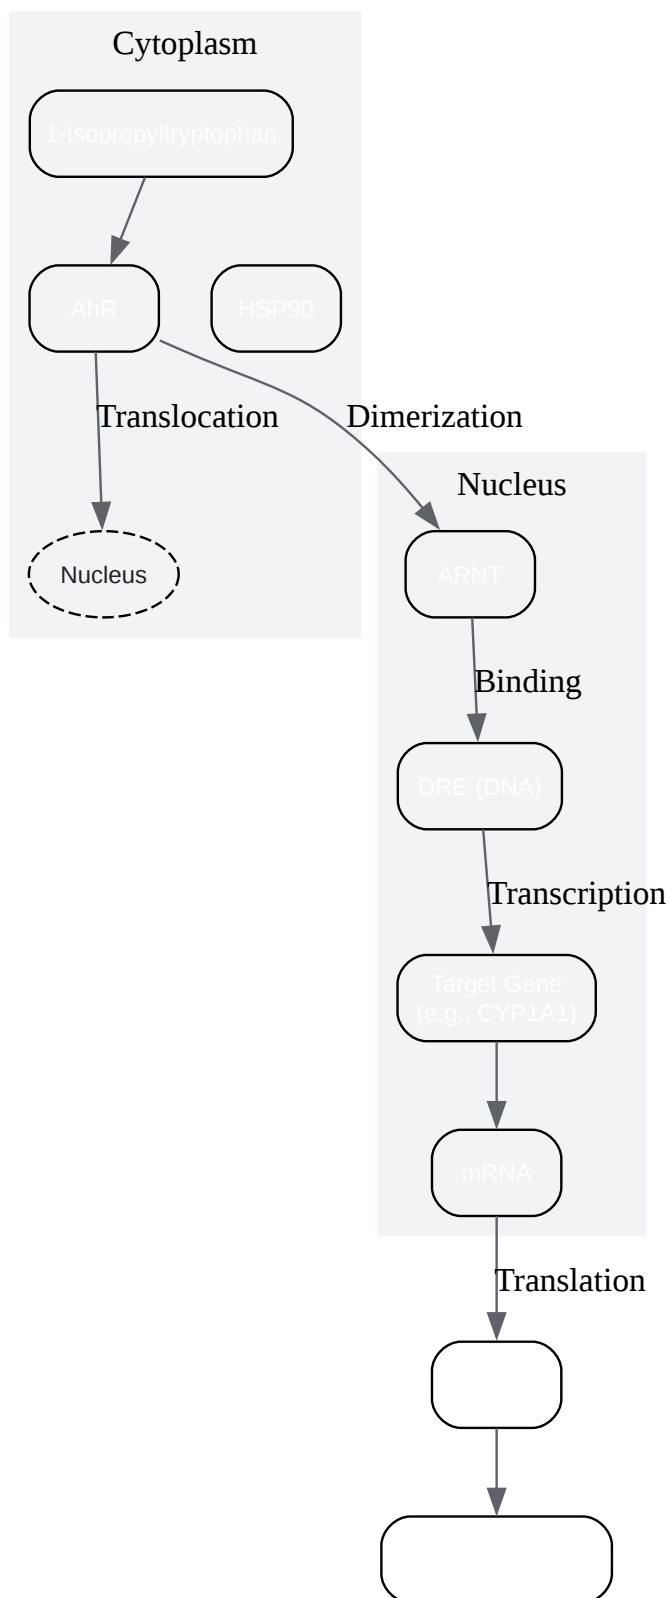 Cytoplasm
1-Isopropyltryptophan
AhR
HSP90
Translocation
Dimerization
Nucleus
Nucleus
ARNT
Binding
DRE (DNA)
Transcription
Target Gene
(e.g., CYP1A1)
mRNA
Translation